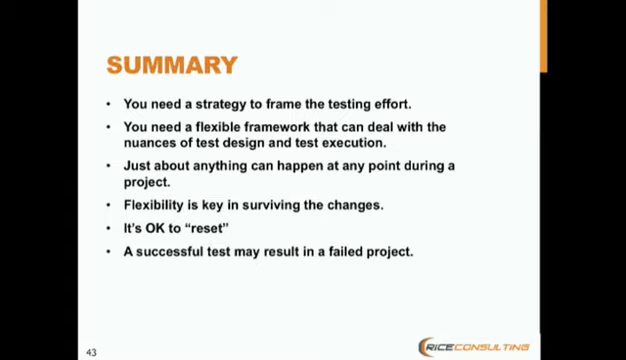 SUMMARY
• You need a strategy to frame the testing effort.
• You need a flexible framework that can deal with the
nuances of test design and test execution.
• Just about anything can happen at any point during a
project.
• Flexibility is key in surviving the changes.
• It's OK to “reset”
• A successful test may result in a failed project.
43
RICECONSULTING